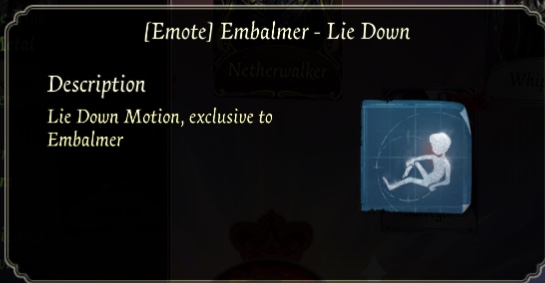 [Emote] Embalmer - Lie Down
Description
Netherwalker
Lie Down Motion, exclusive to
Embalmer